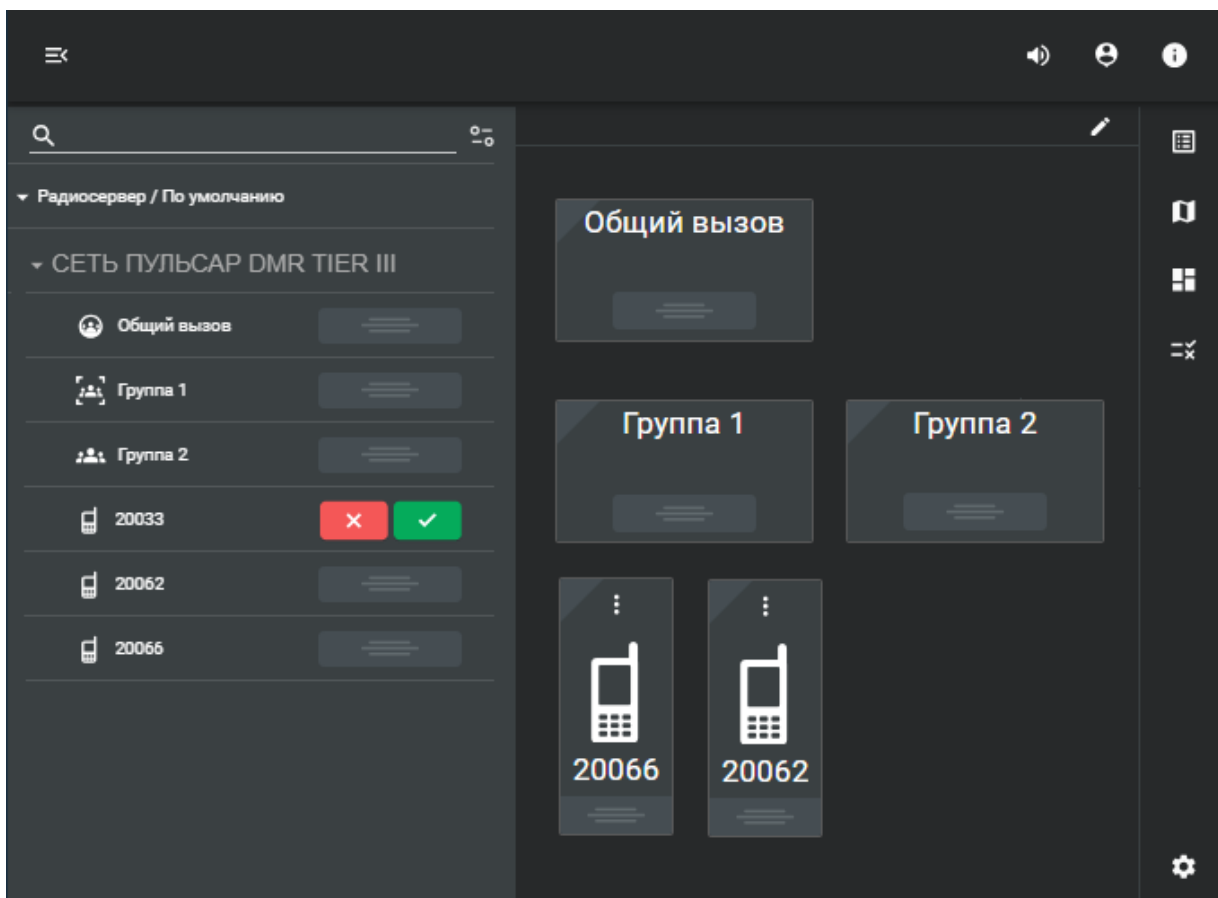 Радиосервер / По умолчанию
СЕТЬ ПУЛЬСАР DMR TIER III
Общий вызов
Группа 1
Группа 2
20033
20062
20066
Общий вызов
Группа 1
Группа 2
20066
20062